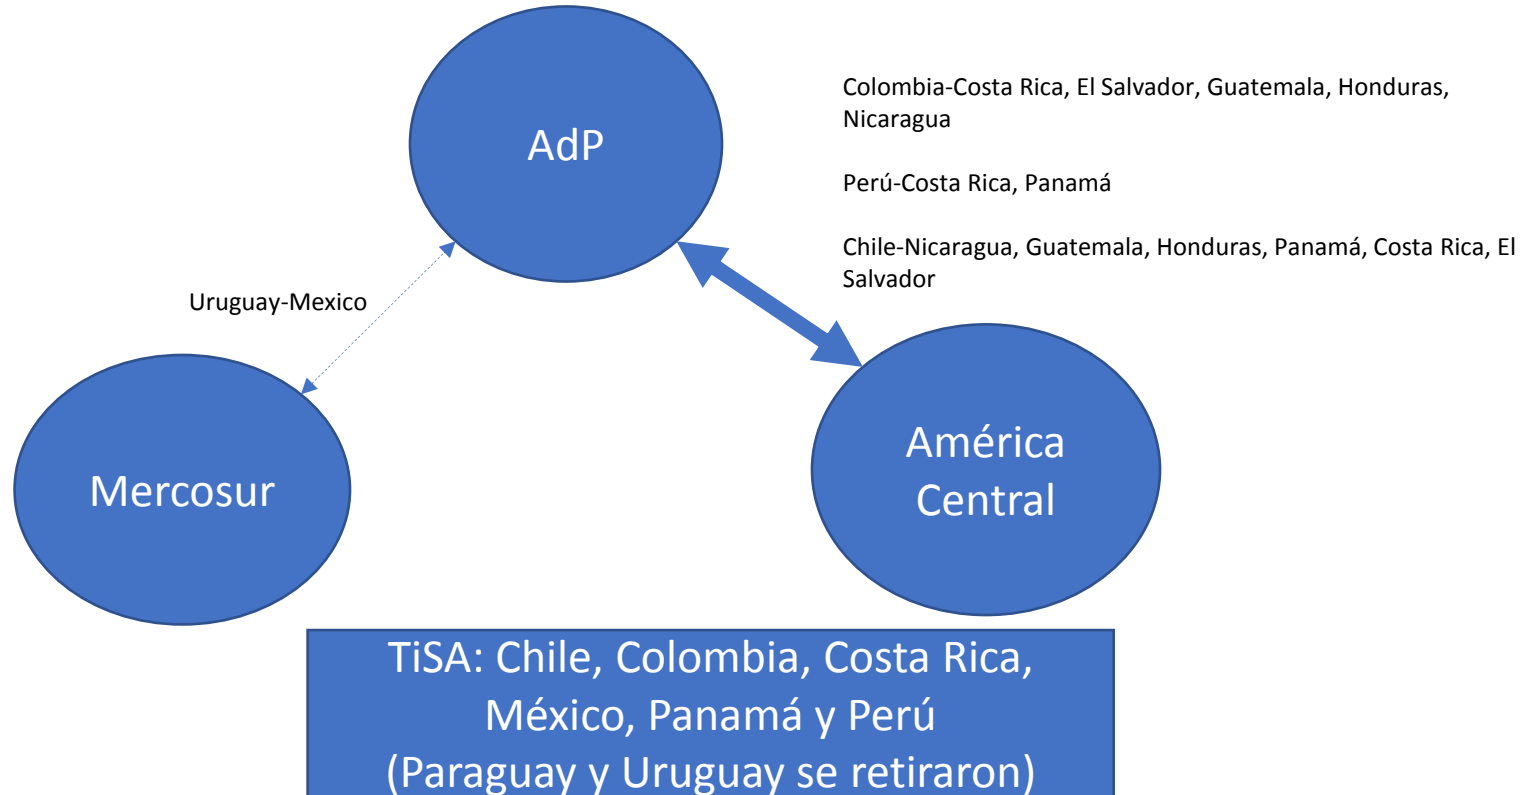 AdP
Colombia-Costa Rica, El Salvador, Guatemala, Honduras,
Nicaragua
Perú-Costa Rica, Panamá
Chile-Nicaragua, Guatemala, Honduras, Panamá, Costa Rica, El
Salvador
Uruguay-Mexico
Mercosur
América
Central
TiSA: Chile, Colombia, Costa Rica,
México, Panamá y Perú
(Paraguay y Uruguay se retiraron)